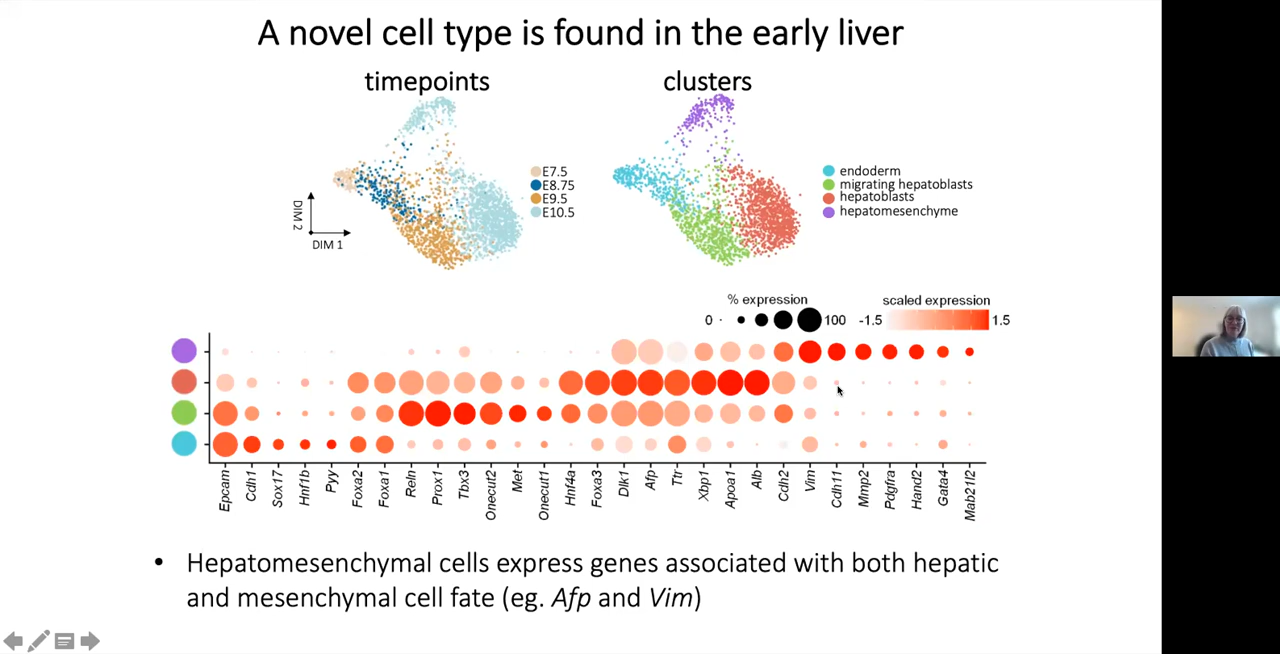 A novel cell type is found in the early liver
timepoints
clusters
E7.5
E8.75
E9.5
E10.5
DIM 2
DIM 1
endoderm
migrating hepatoblasts
hepatoblasts
hepatomesenchyme
% expression
0
100
scaled expression
-1.5
1.5
Epcam
Cdh1
Sox17
Hnf1b
Pyy
Foxa2
Foxa1
Reln
Prox1
Tbx3
Onecut2
Met
Onecut1
Hnf4a
Foxa3
Dlk1
Afp
Ttr
Xbp1
Apoa1
Alb
Cdh2
Vim
Cdh11
Mmp2
Pdgfra
Hand2
Gata4
Mab21l2
• Hepatomesenchymal cells express genes associated with both hepatic
and mesenchymal cell fate (eg. Afp and Vim)